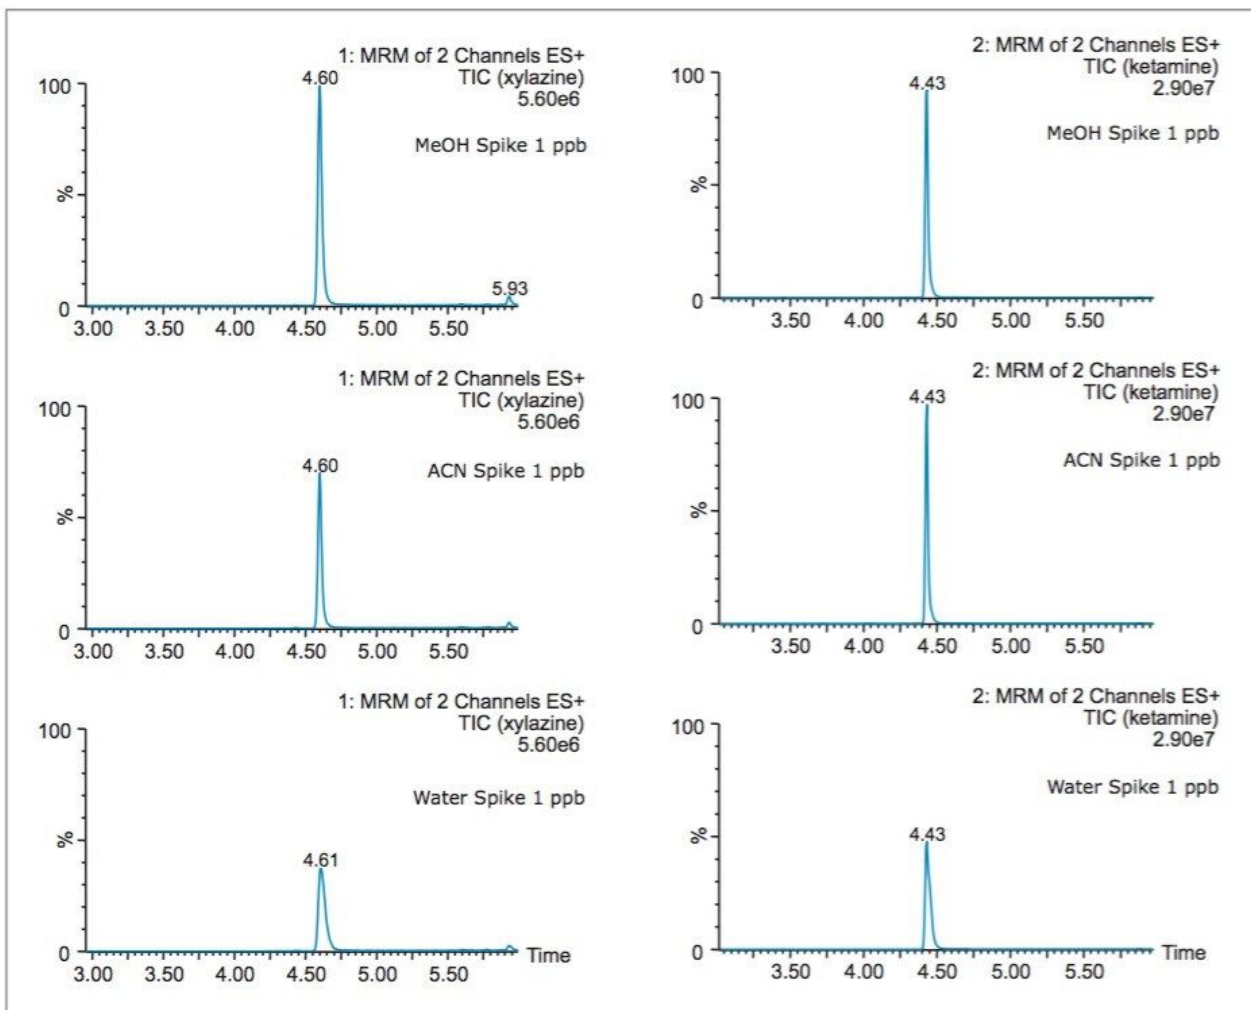 1: MRM of 2 Channels ES+
TIC (xylazine)
5.60e6
MeOH Spike 1 ppb
100
%
0
4.60
5.93
3.00 3.50 4.00 4.50 5.00 5.50
2: MRM of 2 Channels ES+
TIC (ketamine)
2.90e7
MeOH Spike 1 ppb
100
%
0
4.43
3.50 4.00 4.50 5.00 5.50
1: MRM of 2 Channels ES+
TIC (xylazine)
5.60e6
ACN Spike 1 ppb
100
%
0
4.60
3.00 3.50 4.00 4.50 5.00 5.50
2: MRM of 2 Channels ES+
TIC (ketamine)
2.90e7
ACN Spike 1 ppb
100
%
0
4.43
3.50 4.00 4.50 5.00 5.50
1: MRM of 2 Channels ES+
TIC (xylazine)
5.60e6
Water Spike 1 ppb
100
%
0
4.61
Time
3.00 3.50 4.00 4.50 5.00 5.50
2: MRM of 2 Channels ES+
TIC (ketamine)
2.90e7
Water Spike 1 ppb
100
%
0
4.43
Time
3.50 4.00 4.50 5.00 5.50